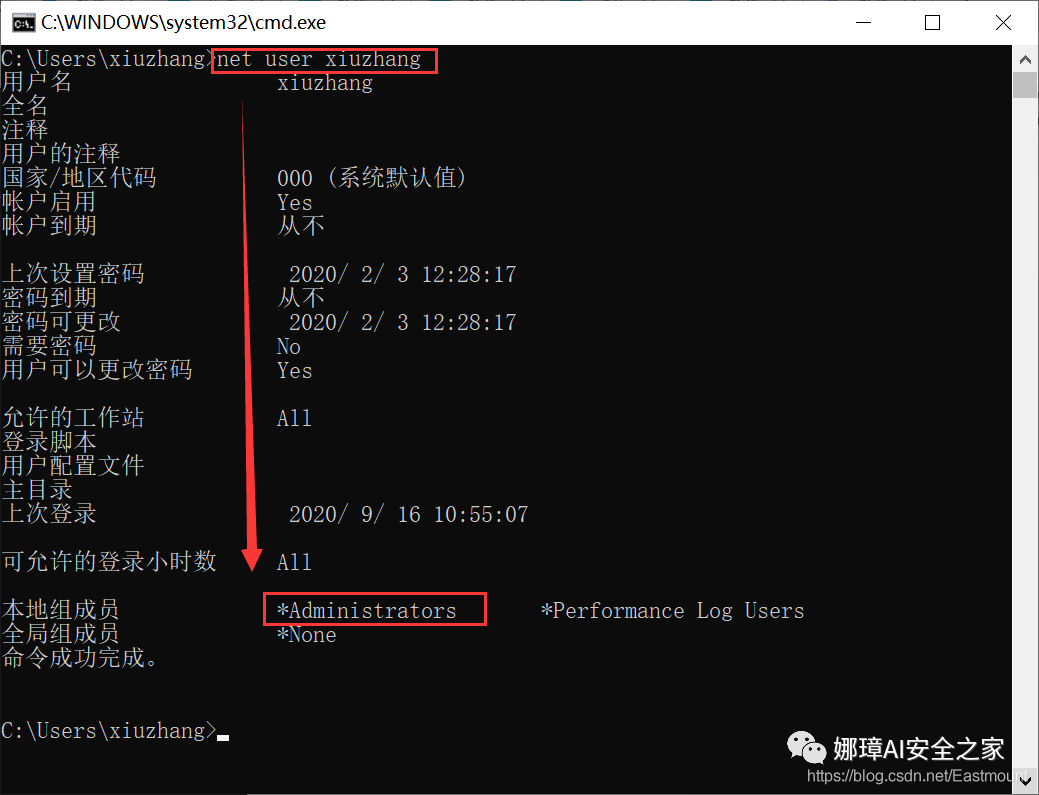 C:\WINDOWS\system32\cmd.exe
C:\Users\xiuzhang>net user xiuzhang
用户名 xiuzhang
全名
注释
用户的注释
国家/地区代码 000 (系统默认值)
帐户启用 Yes
帐户到期 从不
上次设置密码 2020/ 2/ 3 12:28:17
密码到期 从不
密码可更改 2020/ 2/ 3 12:28:17
需要密码 No
用户可以更改密码 Yes
允许的工作站 All
登录脚本
用户配置文件
主目录
上次登录 2020/ 9/ 16 10:55:07
可允许的登录小时数 All
本地组成员 *Administrators *Performance Log Users
全局组成员 *None
命令成功完成。
C:\Users\xiuzhang>
娜璋AI安全之家
https://blog.csdn.net/Eastmount